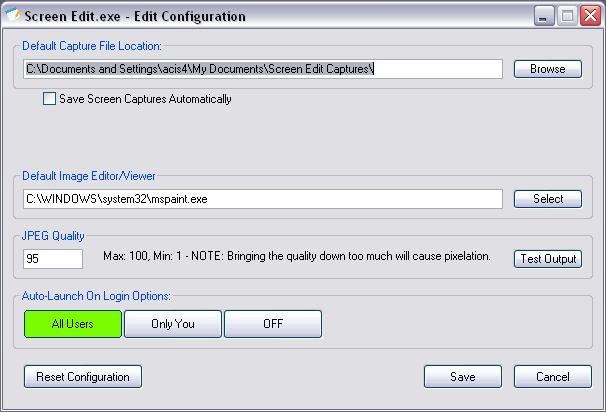 Screen Edit.exe - Edit Configuration
Default Capture File Location:
C:\Documents and Settings\acis4\My Documents\Screen Edit Captures\
Browse
Save Screen Captures Automatically
Default Image Editor/Viewer
C:\WINDOWS\system32\mspaint.exe
Select
JPEG Quality
95
Max: 100, Min: 1 - NOTE: Bringing the quality down too much will cause pixelation.
Test Output
Auto-Launch On Login Options:
All Users
Only You
OFF
Reset Configuration
Save
Cancel